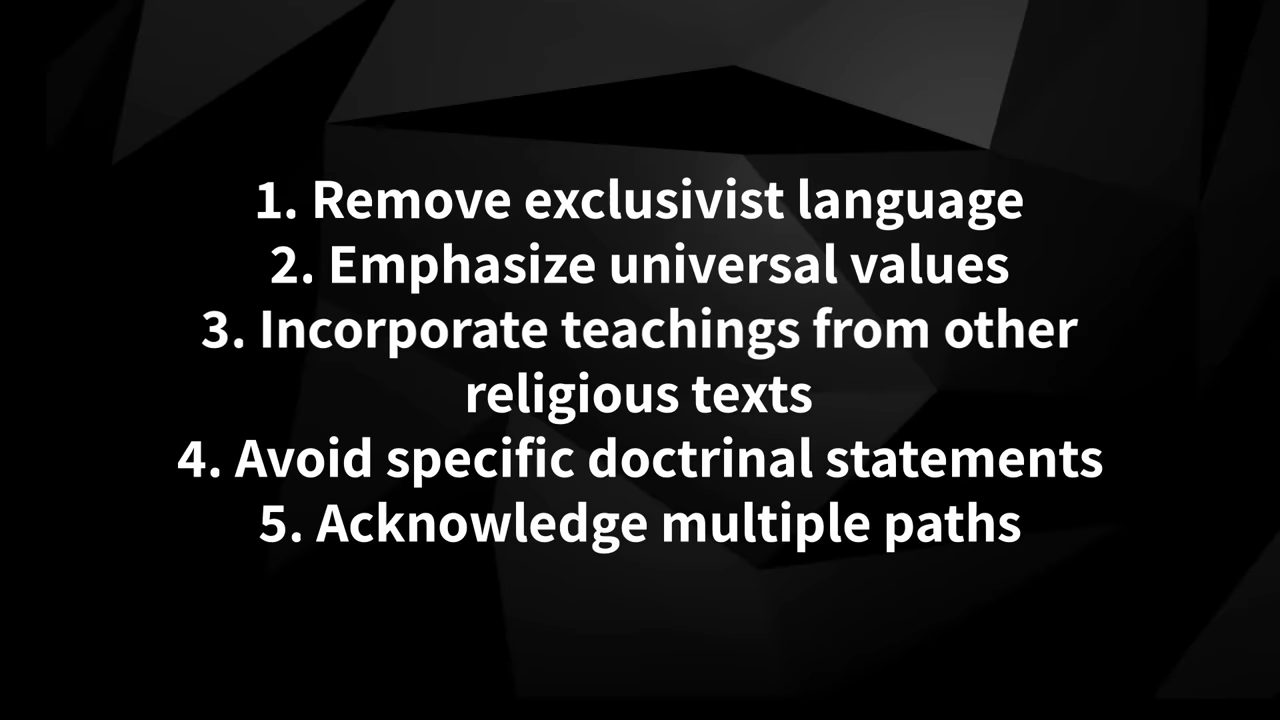 1. Remove exclusivist language
2. Emphasize universal values
3. Incorporate teachings from other
religious texts
4. Avoid specific doctrinal statements
5. Acknowledge multiple paths